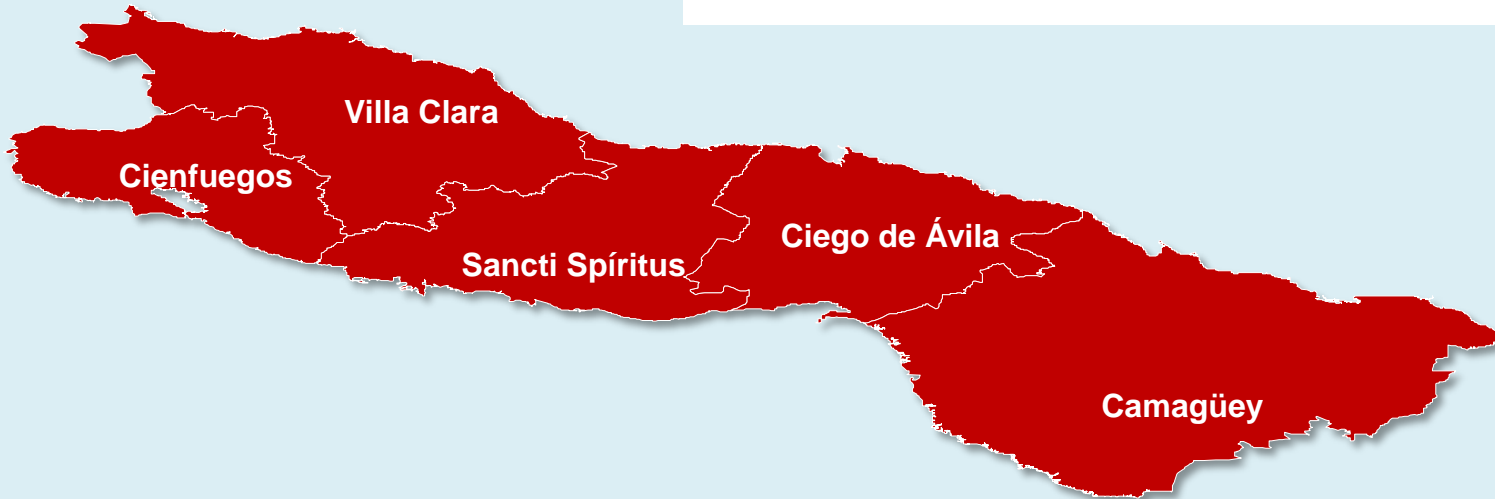 Villa Clara
Cienfuegos
Ciego de Ávila
Sancti Spíritus
Camagüey